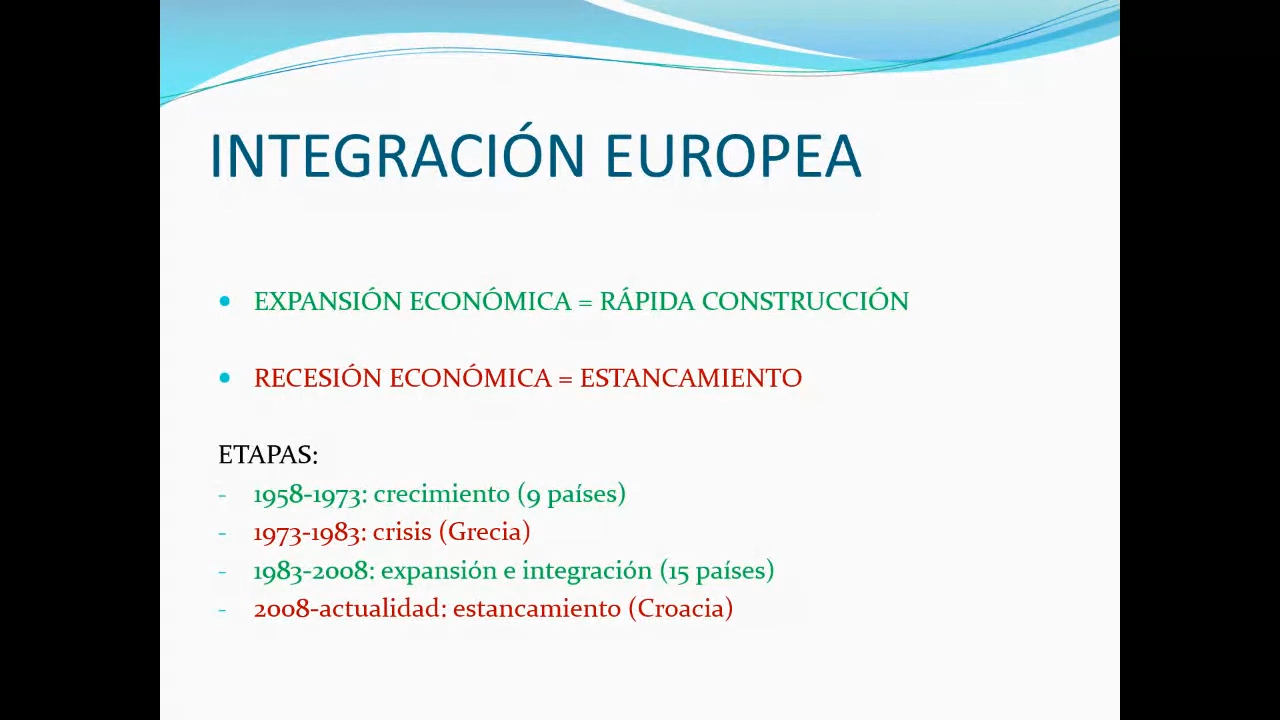 INTEGRACIÓN EUROPEA
• EXPANSIÓN ECONÓMICA = RÁPIDA CONSTRUCCIÓN
• RECESIÓN ECONÓMICA = ESTANCAMIENTO
ETAPAS:
- 1958-1973: crecimiento (9 países)
- 1973-1983: crisis (Grecia)
- 1983-2008: expansión e integración (15 países)
- 2008-actualidad: estancamiento (Croacia)